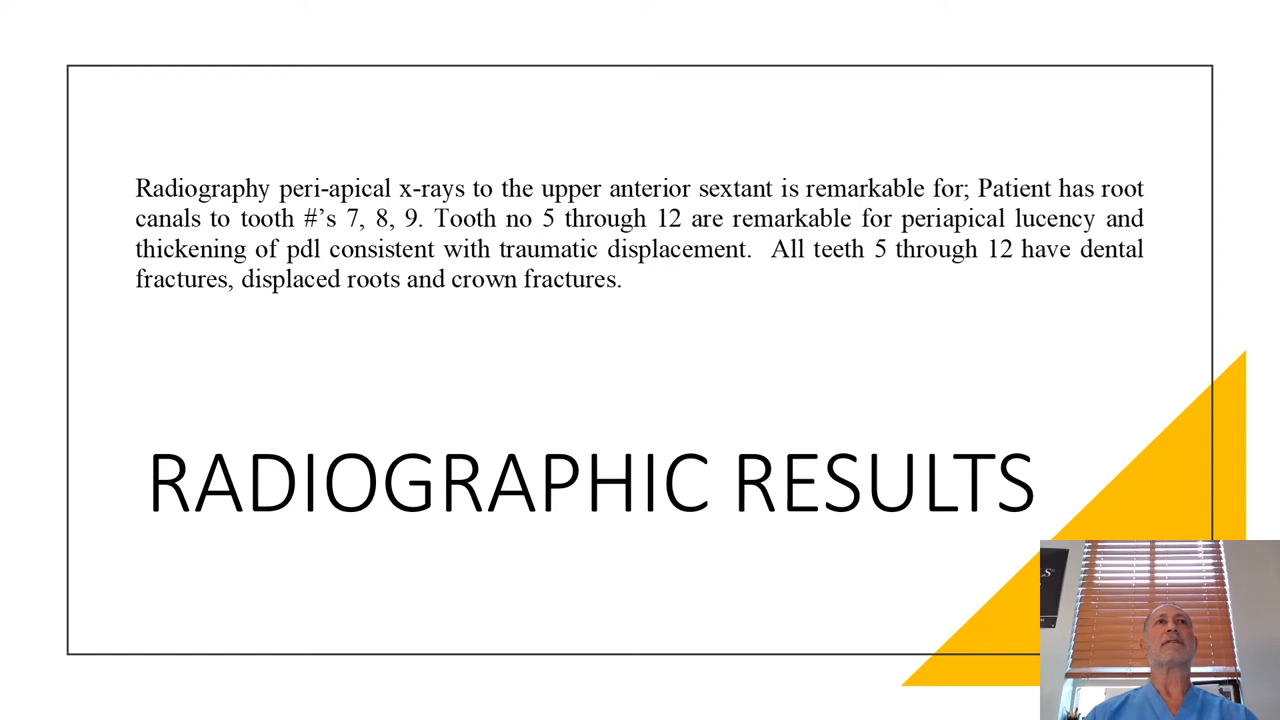 Radiography peri-apical x-rays to the upper anterior sextant is remarkable for; Patient has root
canals to tooth #’s 7, 8, 9. Tooth no 5 through 12 are remarkable for periapical lucency and
thickening of pdl consistent with traumatic displacement. All teeth 5 through 12 have dental
fractures, displaced roots and crown fractures.
RADIOGRAPHIC RESULTS